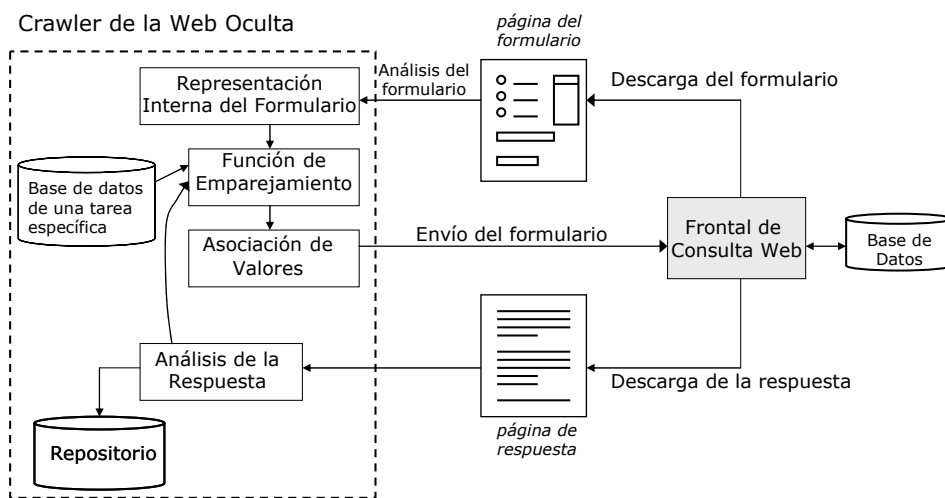 Crawler de la Web Oculta
página del
formulario
Representación
Interna del Formulario
Análisis del
formulario
Descarga del formulario
Función de
Emparejamiento
Base de datos
de una tarea
específica
Asociación de
Valores
Envío del formulario
Frontal de
Consulta Web
Base de
Datos
Análisis de la
Respuesta
Descarga de la respuesta
página de
respuesta
Repositorio